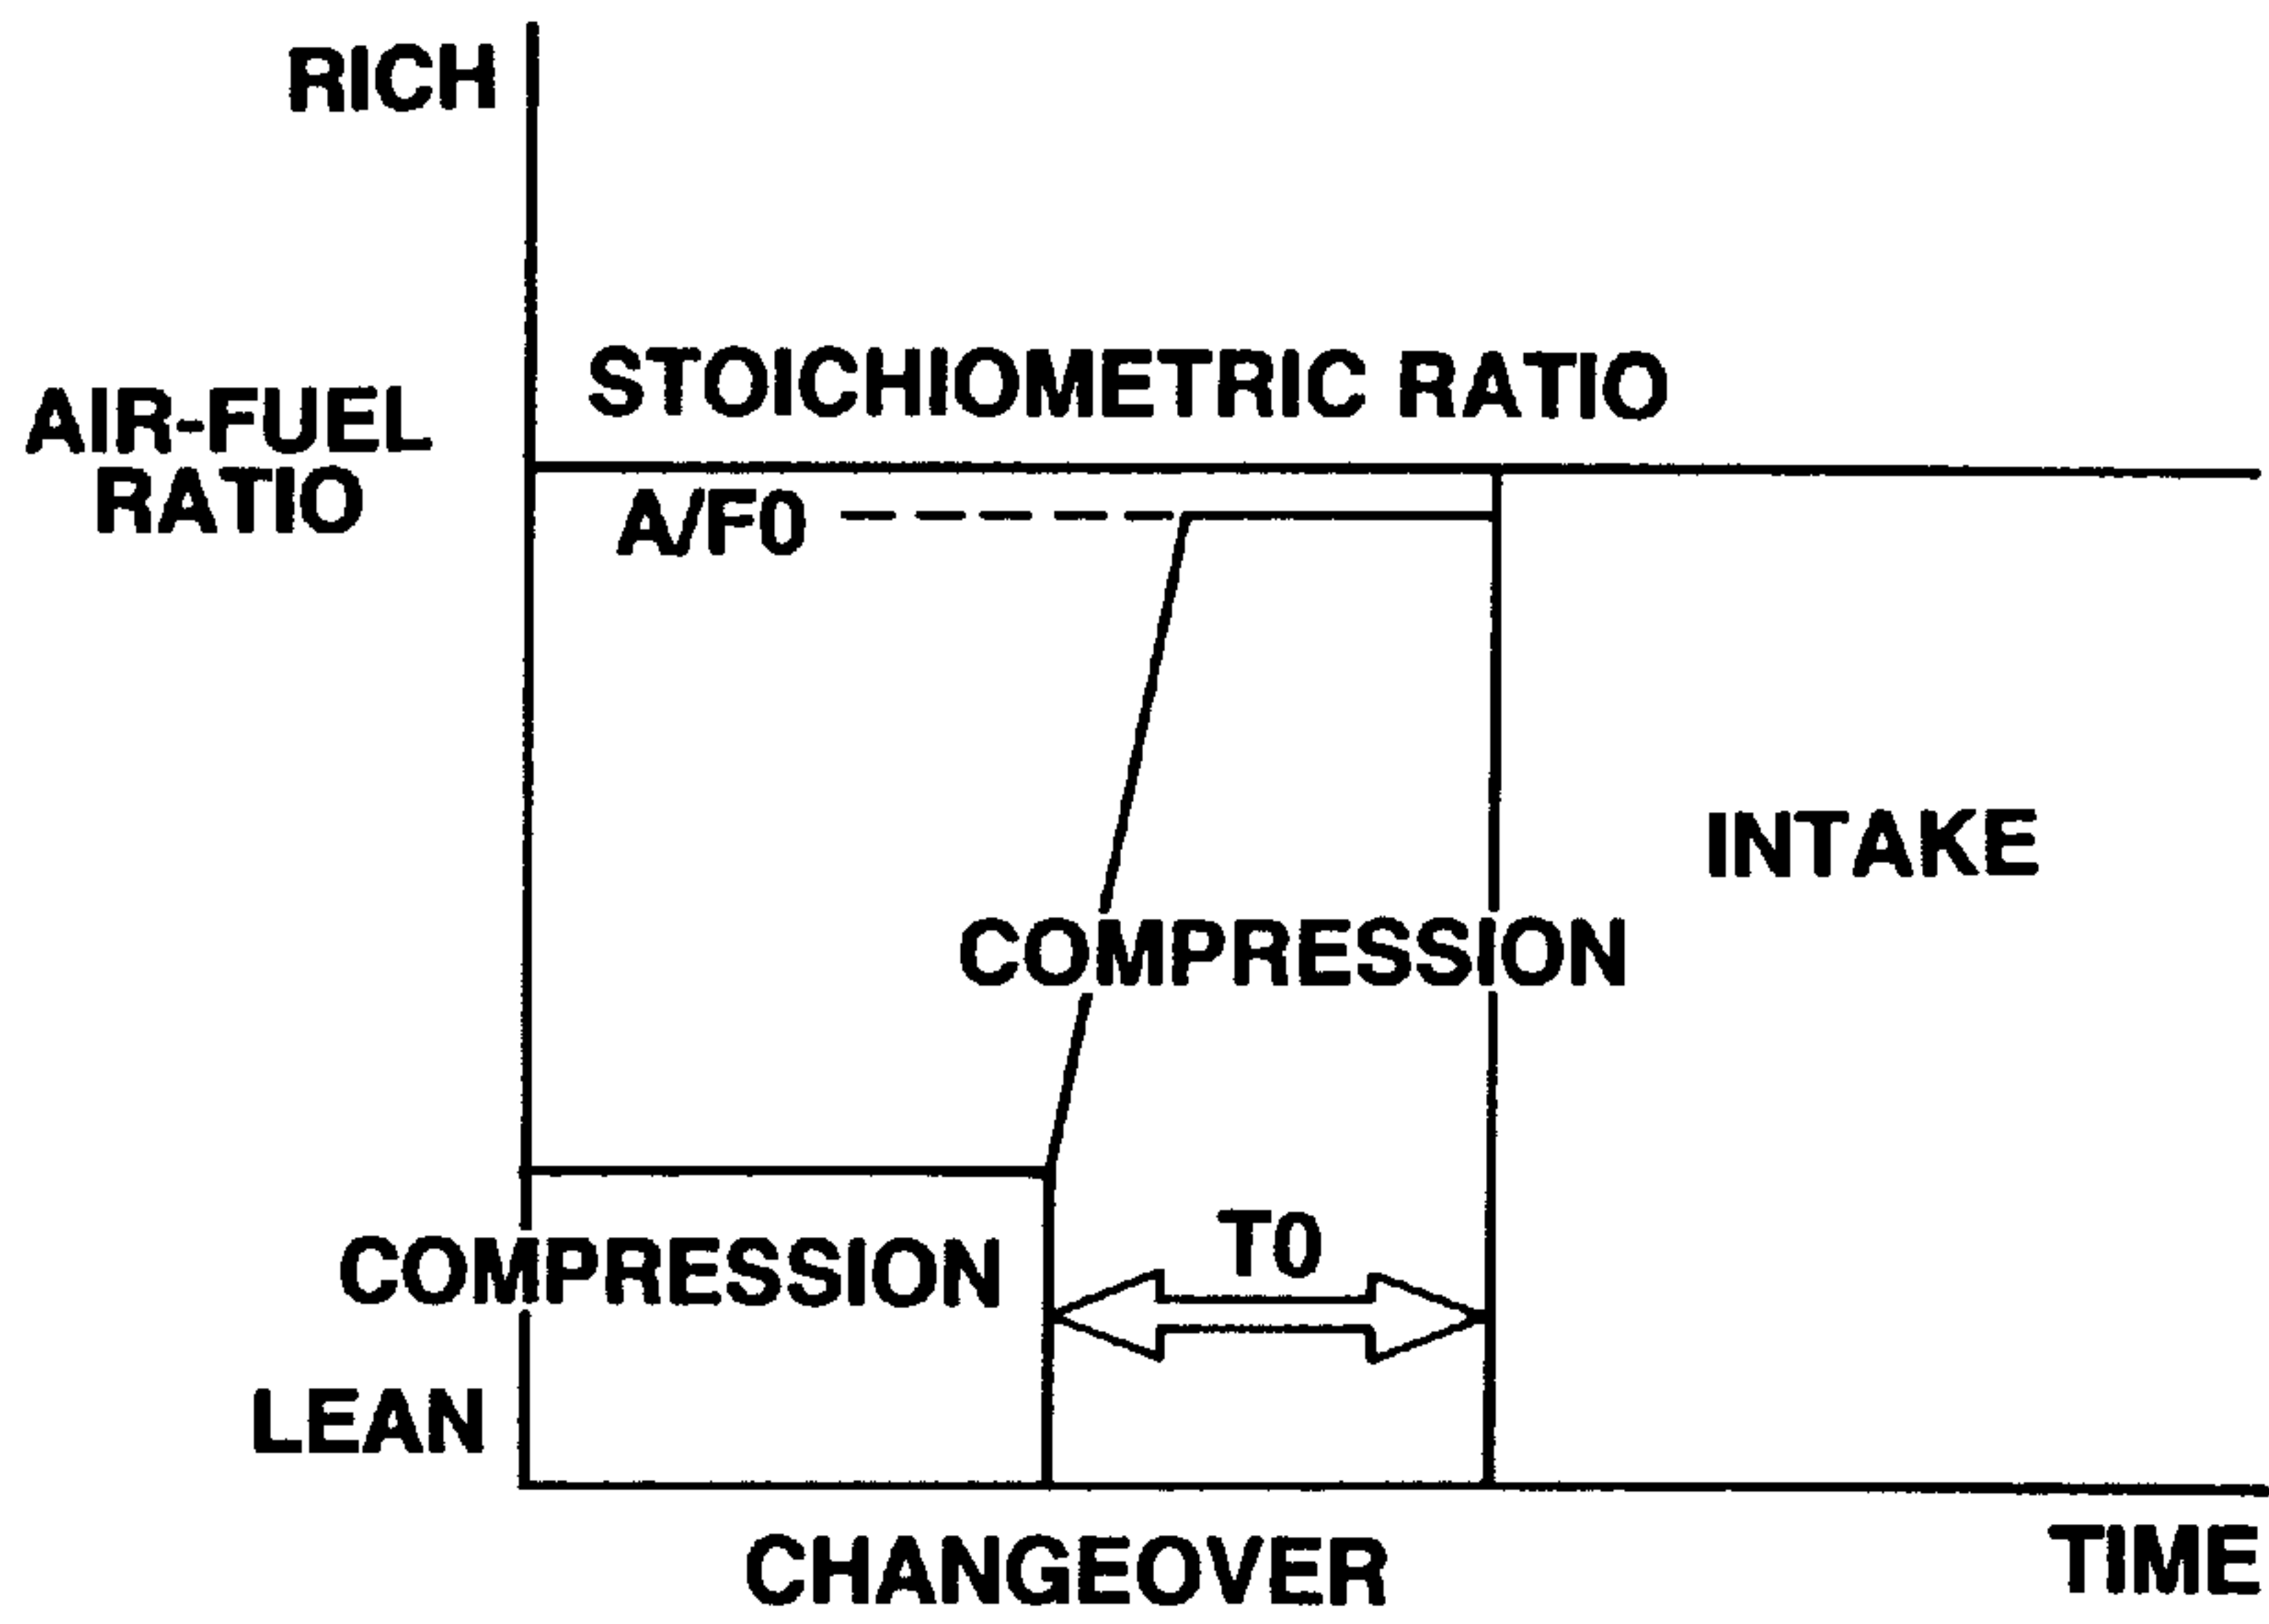 RICH
STOICHIOMETRIC RATIO
AIR-FUEL
RATIO
A/F0
INTAKE
COMPRESSION
COMPRESSION
T0
LEAN
CHANGEOVER
TIME